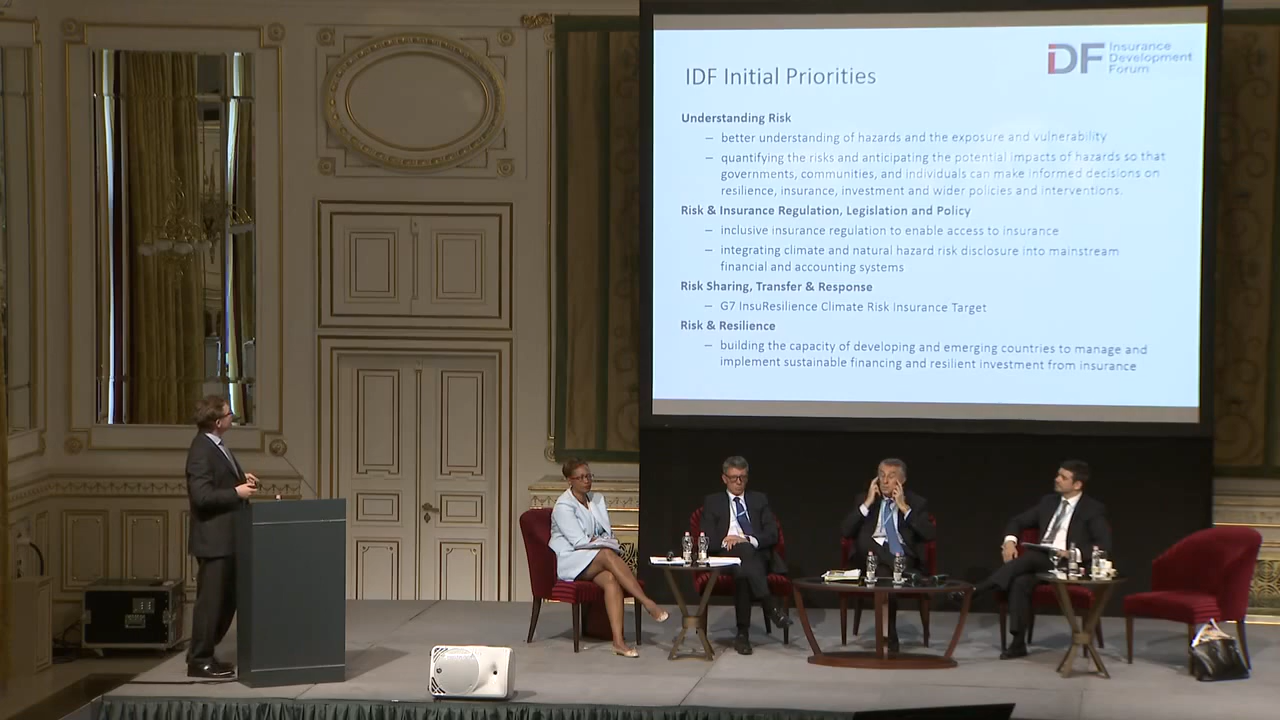 IDF Initial Priorities
IDF Insurance
Development
Forum
Understanding Risk
– better understanding of hazards and the exposure and vulnerability
– quantifying the risks and anticipating the potential impacts of hazards so that
governments, communities, and individuals can make informed decisions on
resilience, insurance, investment and wider policies and interventions.
Risk & Insurance Regulation, Legislation and Policy
– inclusive insurance regulation to enable access to insurance
– integrating climate and natural hazard risk disclosure into mainstream
financial and accounting systems
Risk Sharing, Transfer & Response
– G7 InsuResilience Climate Risk Insurance Target
Risk & Resilience
– building the capacity of developing and emerging countries to manage and
implement sustainable financing and resilient investment from insurance